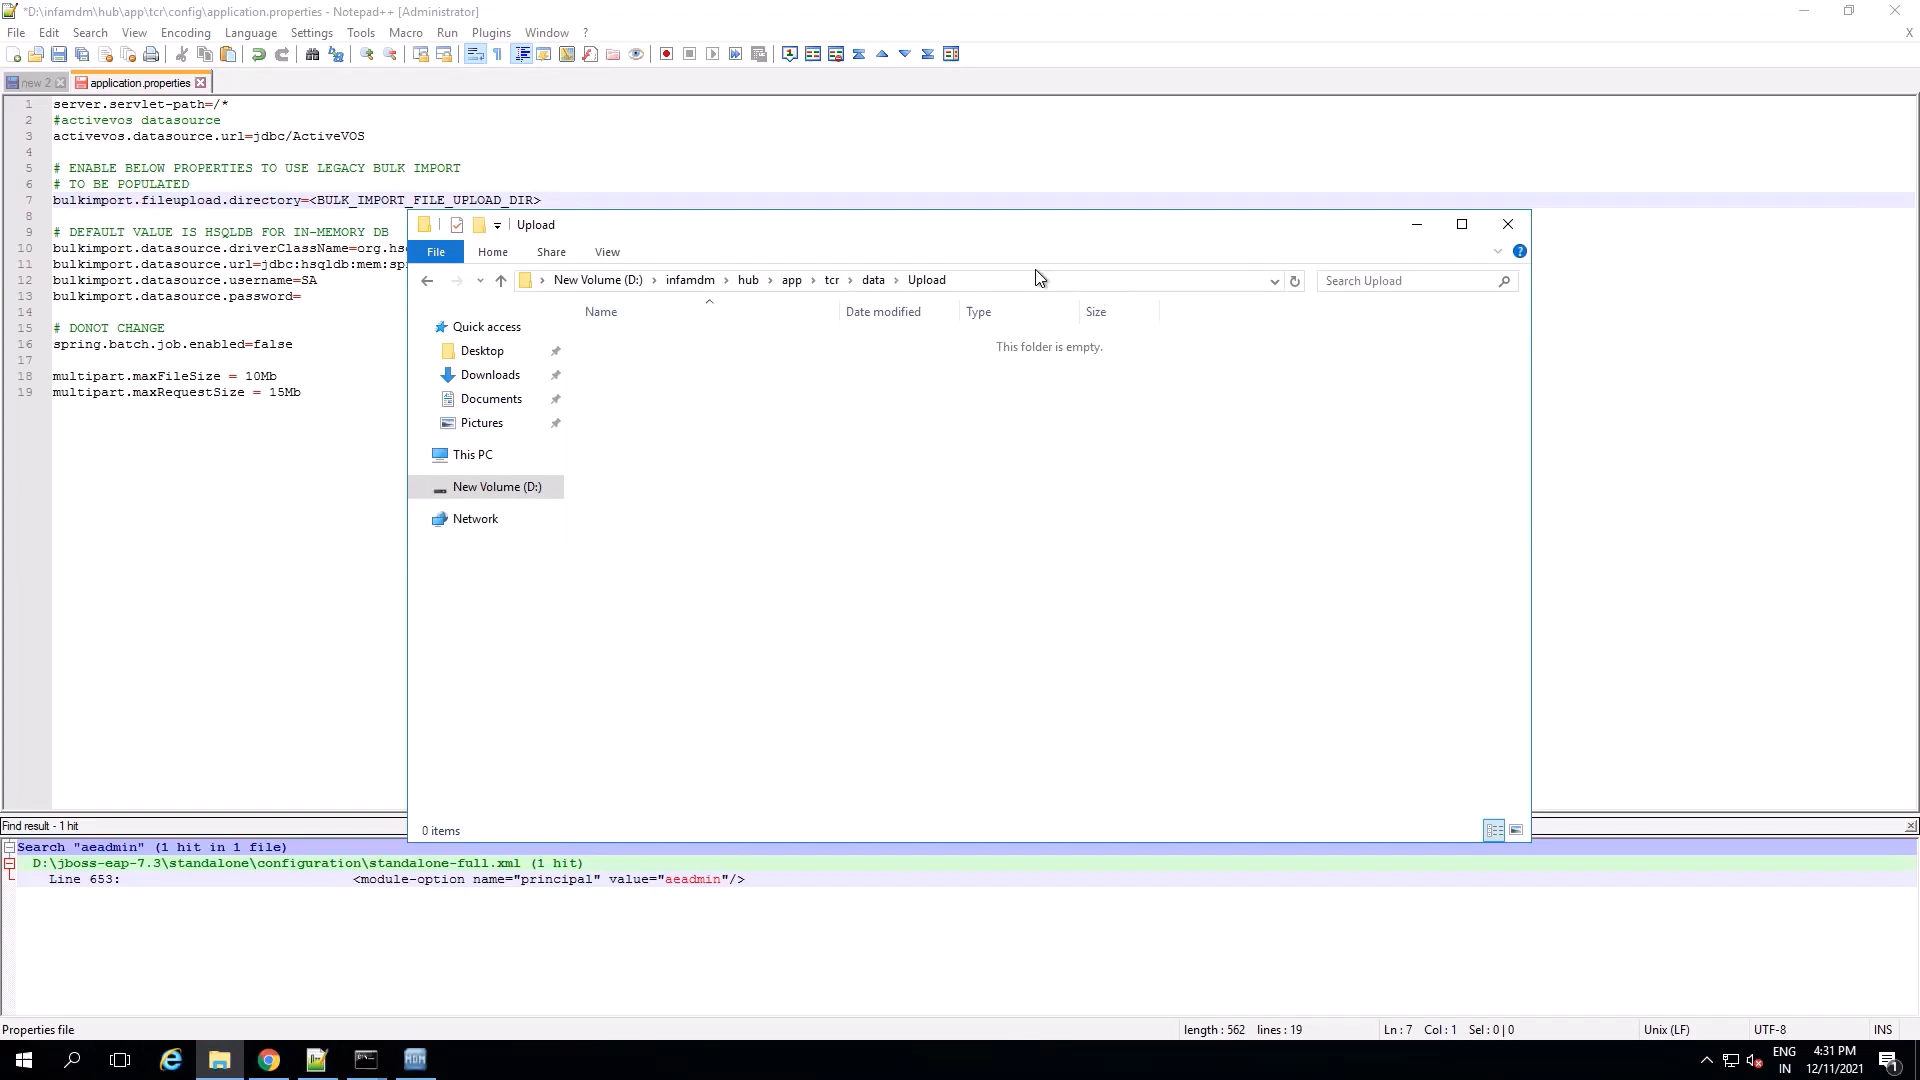 *D:\infamdm\hub\app\tcr\config\application.properties - Notepad++ [Administrator]
File Edit Search View Encoding Language Settings Tools Macro Run Plugins Window ? X
new 2 application.properties
1 server.servlet-path=/*
2 #activevos datasource
3 activevos.datasource.url=jdbc/ActiveVOS
4
5 # ENABLE BELOW PROPERTIES TO USE LEGACY BULK IMPORT
6 # TO BE POPULATED
7 bulkimport.fileupload.directory=<BULK_IMPORT_FILE_UPLOAD_DIR>
8
9 # DEFAULT VALUE IS HSQLDB FOR IN-MEMORY DB
10 bulkimport.datasource.driverClassName=org.hs
11 bulkimport.datasource.url=jdbc:hsqldb:mem:sp
12 bulkimport.datasource.username=SA
13 bulkimport.datasource.password=
14
15 # DONOT CHANGE
16 spring.batch.job.enabled=false
17
18 multipart.maxFileSize = 10Mb
19 multipart.maxRequestSize = 15Mb
Upload
File Home Share View
New Volume (D:) infamdm hub app tcr data Upload
Search Upload
Name Date modified Type Size
This folder is empty.
Quick access
Desktop
Downloads
Documents
Pictures
This PC
New Volume (D:)
Network
0 items
Find result - 1 hit
Search "aeadmin" (1 hit in 1 file)
D:\jboss-eap-7.3\standalone\configuration\standalone-full.xml (1 hit)
Line 653: <module-option name="principal" value="aeadmin"/>
Properties file length : 562 lines : 19 Ln : 7 Col : 1 Sel : 0 | 0 Unix (LF) UTF-8 INS
ENG 4:31 PM
IN 12/11/2021 1